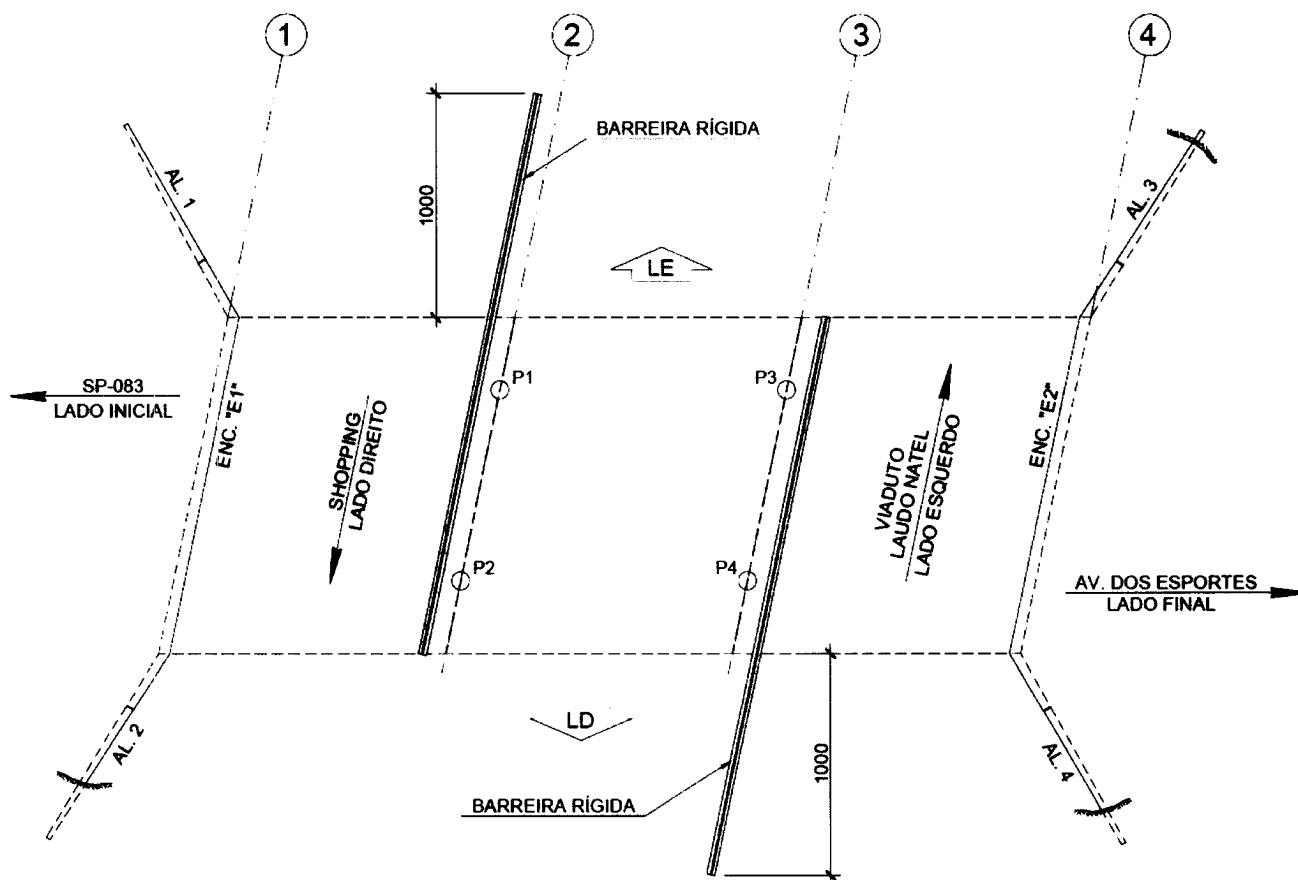 1
2
3
4
BARREIRA RÍGIDA
1000
AL. 1
AL. 3
LE
P1
P3
SP-083
LADO INICIAL
ENC. "E1"
SHOPPING
LADO DIREITO
VIADUTO
LAUDO NATEL
LADO ESQUERDO
ENC. "E2"
P2
P4
AV. DOS ESPORTES
LADO FINAL
LD
AL. 2
AL. 4
1000
BARREIRA RÍGIDA